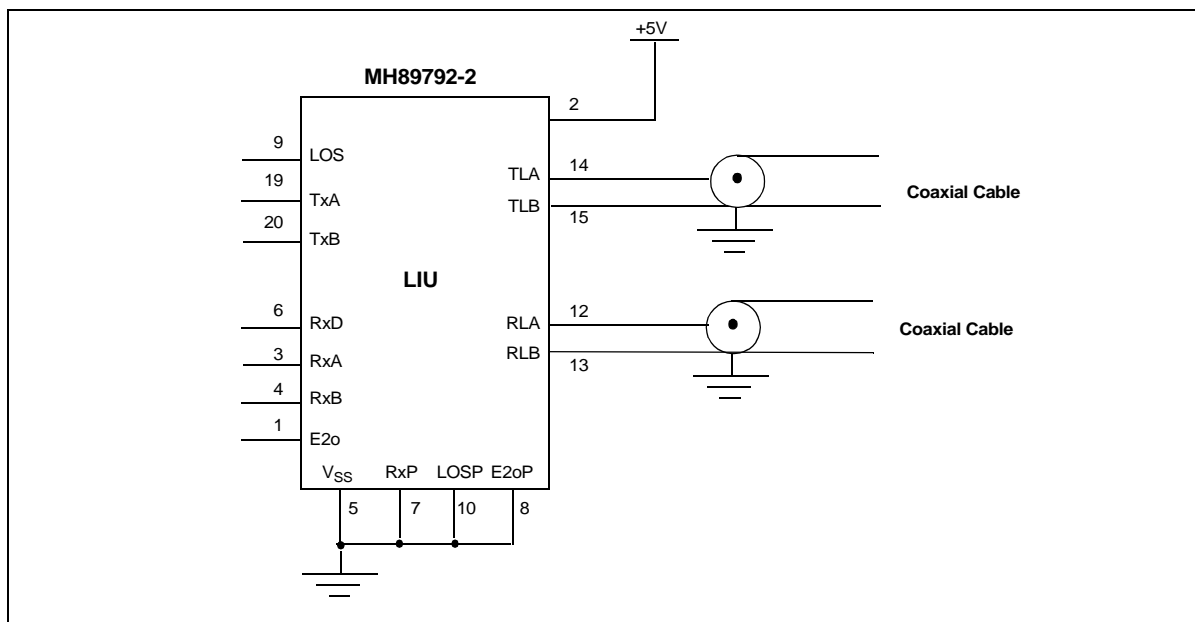 +5V
MH89792-2
2
9
LOS
14
TLA
19
TxA
Coaxial Cable
TLB
15
20
TxB
LIU
6
RxD
12
RLA
Coaxial Cable
3
RxA
RLB
13
4
RxB
1
E2o
VSS RxP LOSP E2oP
5 7 10 8